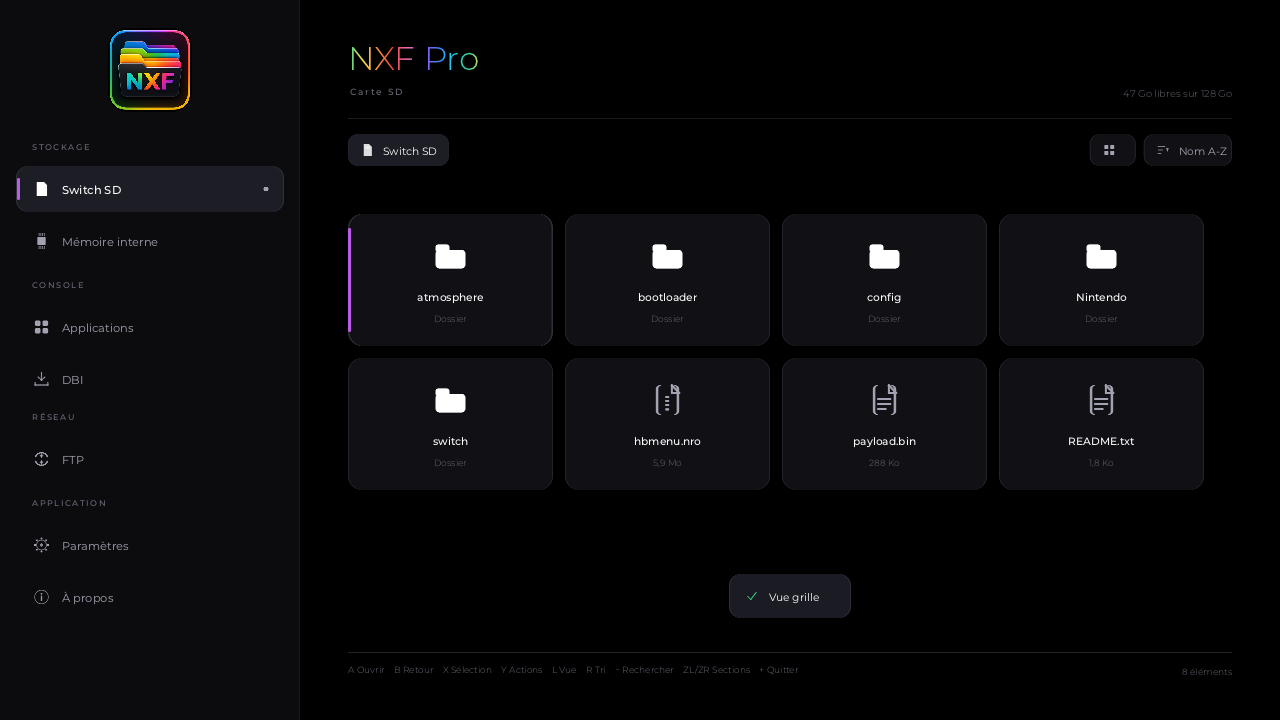 NXF
STOCKAGE
Switch SD
Mémoire interne
CONSOLE
Applications
DBI
RÉSEAU
FTP
APPLICATION
Paramètres
À propos
NXF Pro
Carte SD
47 Go libres sur 128 Go
Switch SD
Nom A-Z
atmosphere
Dossier
bootloader
Dossier
config
Dossier
Nintendo
Dossier
switch
Dossier
hbmenu.nro
5,9 Mo
payload.bin
288 Ko
README.txt
1,8 Ko
Vue grille
A Ouvrir B Retour X Sélection Y Actions L Vue R Tri - Rechercher ZL/ZR Sections + Quitter
8 éléments